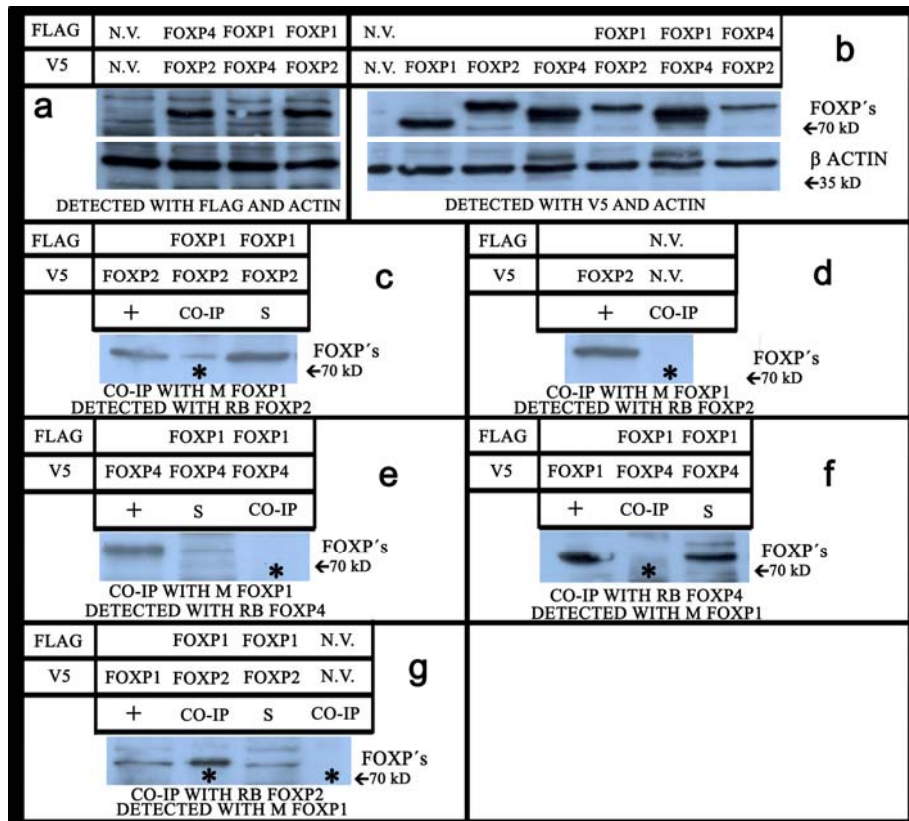 FLAG N.V. FOXP4 FOXP1 FOXP1
V5 N.V. FOXP2 FOXP4 FOXP2
a
DETECTED WITH FLAG AND ACTIN
N.V. FOXP1 FOXP1 FOXP4
N.V. FOXP1 FOXP2 FOXP4 FOXP2 FOXP4 FOXP2
b
FOXP´s
←70 kD
β ACTIN
←35 kD
DETECTED WITH V5 AND ACTIN
FLAG FOXP1 FOXP1
V5 FOXP2 FOXP2 FOXP2
+ CO-IP S
c
FOXP´s
*
←70 kD
CO-IP WITH M FOXP1
DETECTED WITH RB FOXP2
FLAG N.V.
V5 FOXP2 N.V.
+ CO-IP
d
FOXP´s
*
←70 kD
CO-IP WITH M FOXP1
DETECTED WITH RB FOXP2
FLAG FOXP1 FOXP1
V5 FOXP4 FOXP4 FOXP4
+ S CO-IP
e
FOXP´s
*
←70 kD
CO-IP WITH M FOXP1
DETECTED WITH RB FOXP4
FLAG FOXP1 FOXP1
V5 FOXP1 FOXP4 FOXP4
+ CO-IP S
f
FOXP´s
*
←70 kD
CO-IP WITH RB FOXP4
DETECTED WITH M FOXP1
FLAG FOXP1 FOXP1 N.V.
V5 FOXP1 FOXP2 FOXP2 N.V.
+ CO-IP S CO-IP
g
FOXP´s
* *
←70 kD
CO-IP WITH RB FOXP2
DETECTED WITH M FOXP1